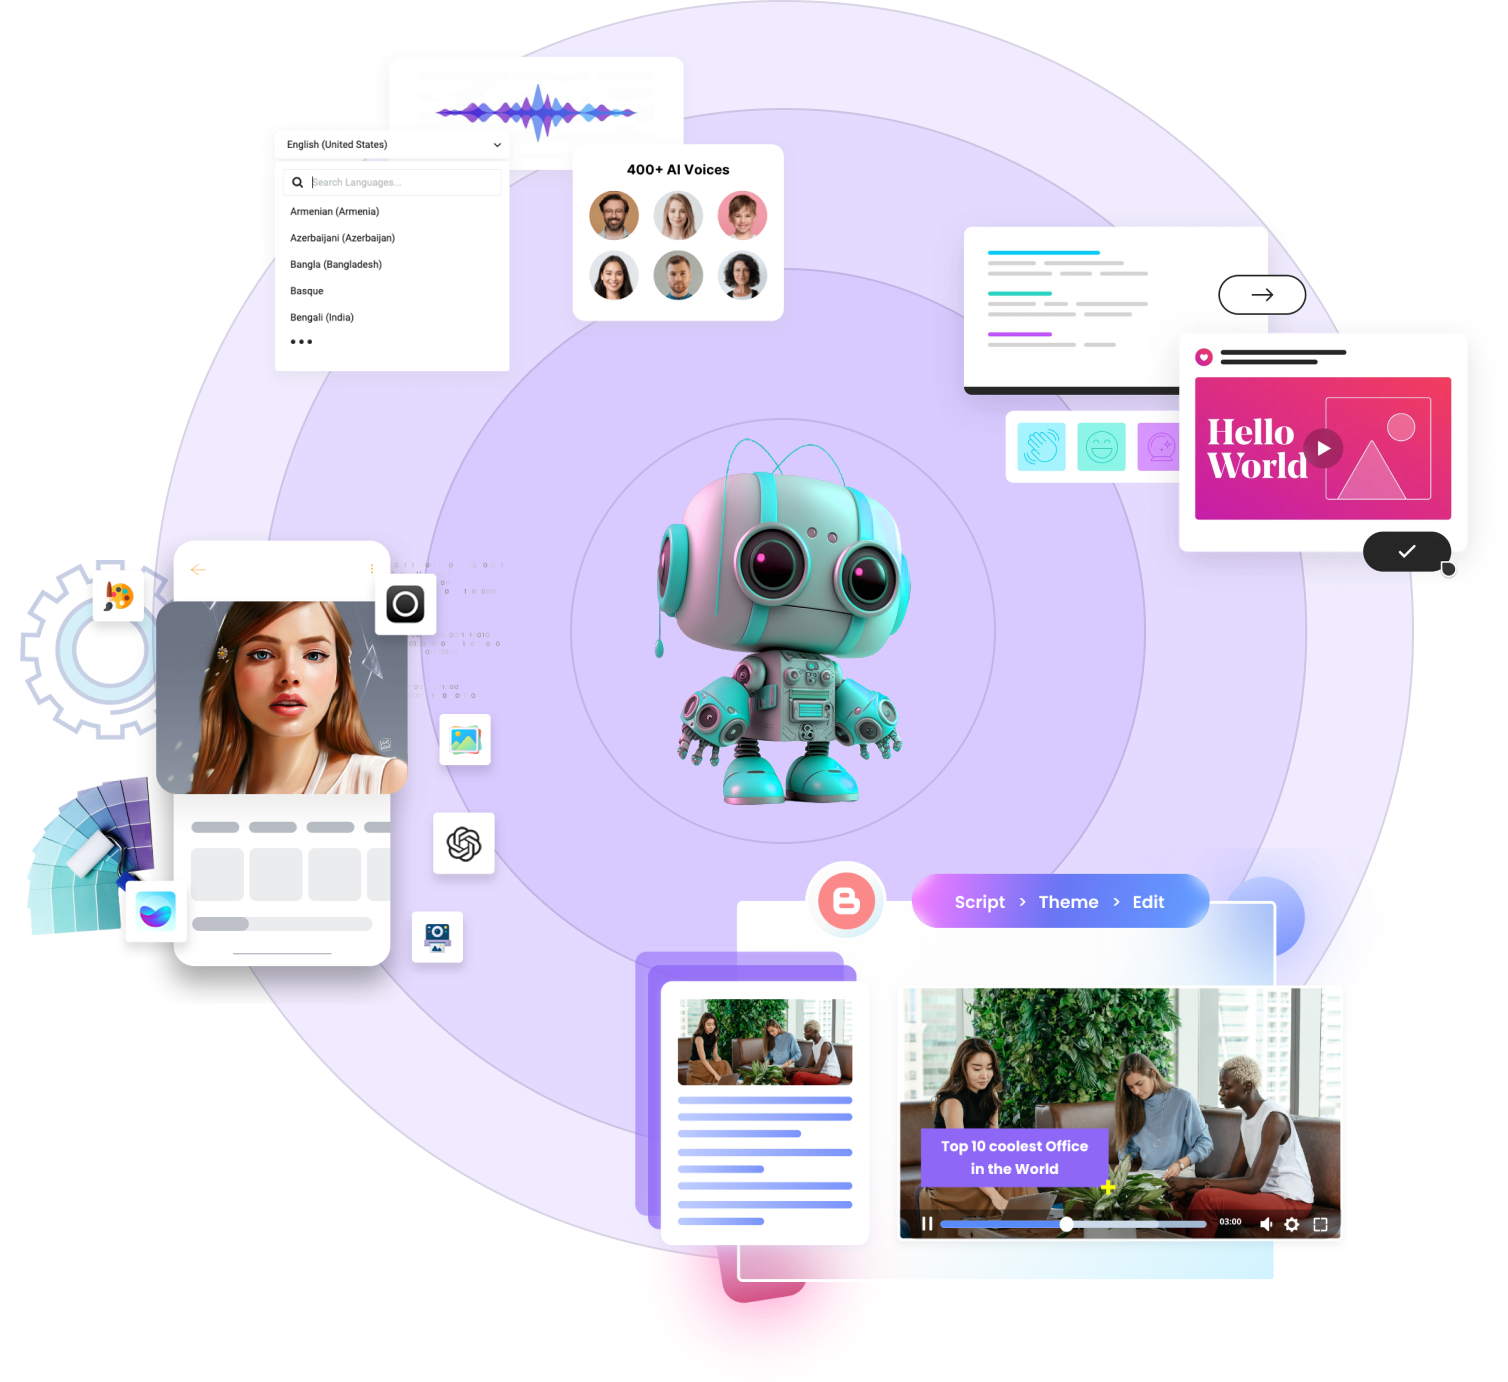 English (United States)
Search Languages...
Armenian (Armenia)
Azerbaijani (Azerbaijan)
Bangla (Bangladesh)
Basque
Bengali (India)
400+ AI Voices
Hello
World
Script > Theme > Edit
Top 10 coolest Office
in the World
03:00